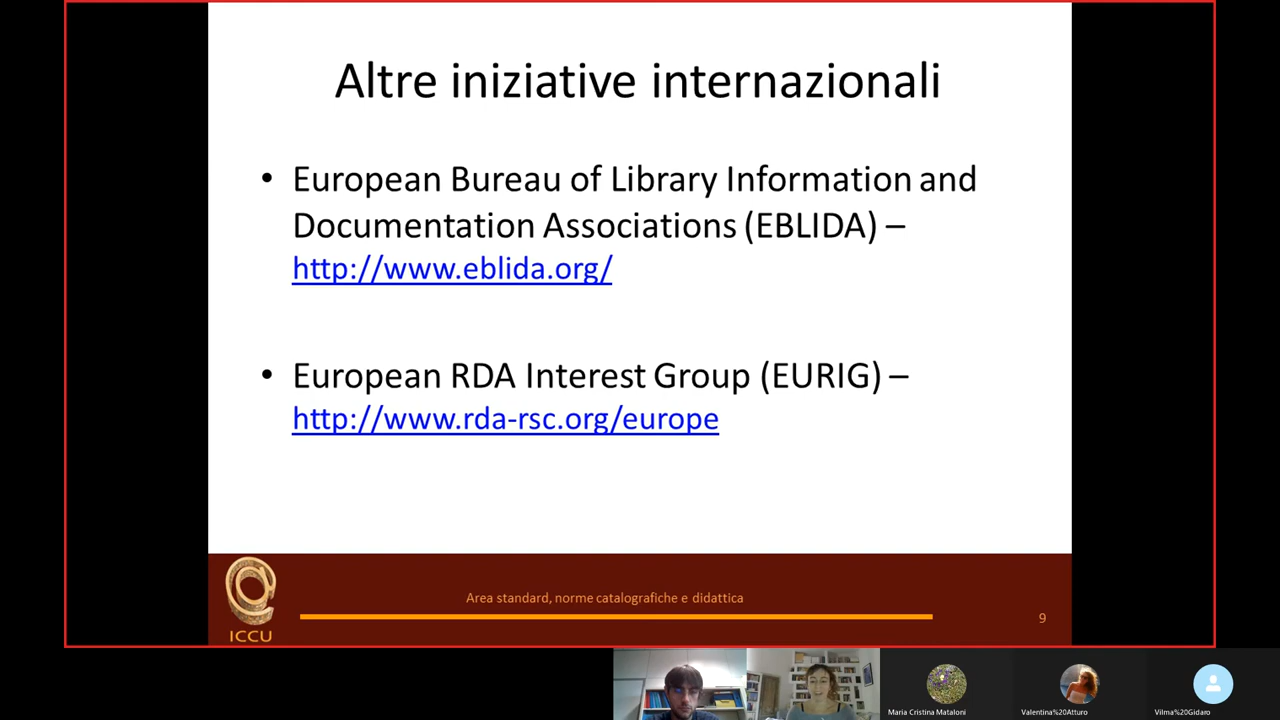 Altre iniziative internazionali
• European Bureau of Library Information and
Documentation Associations (EBLIDA) –
http://www.eblida.org/
• European RDA Interest Group (EURIG) –
http://www.rda-rsc.org/europe
Area standard, norme catalografiche e didattica
ICCU
9
Maria Cristina Mataloni
Valentina%20Atturo
Vilma%20Gidaro